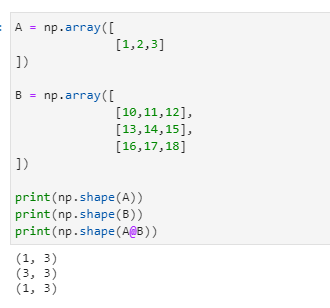 A = np.array([
[1,2,3]
])
B = np.array([
[10,11,12],
[13,14,15],
[16,17,18]
])
print(np.shape(A))
print(np.shape(B))
print(np.shape(A@B))
(1, 3)
(3, 3)
(1, 3)